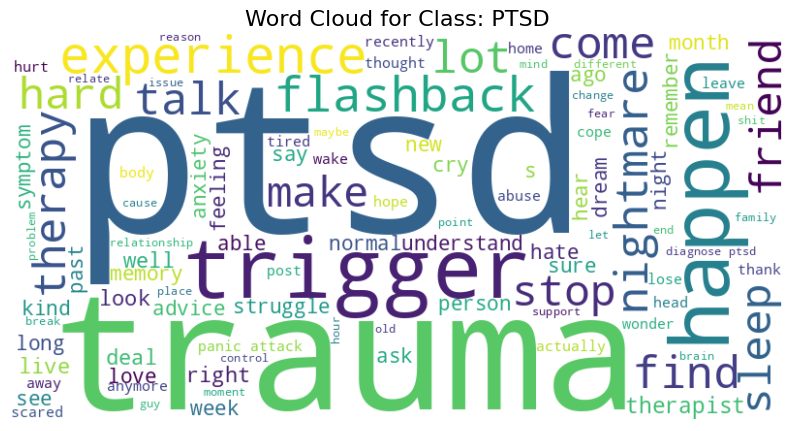 Word Cloud for Class: PTSD
reason recently home come month
hurt experience thought lot mind different ago
relate issue leave
hard talk flashback change remember friend
ptsd
symptom therapy anxiety feeling tired maybe new fear shit mean
say wake cry s hear cope nightmare happen
body make hope abuse dream night
cause point
problem relationship able normal understand hate let end family
past well trigger sure diagnose ptsd
memory post stop lose thank
kind look place person head sleep
advice struggle support wonder
break trauma hour old
long deal panic attack actually brain
live control ask find
away love anymore right
see moment
scared guy week therapist